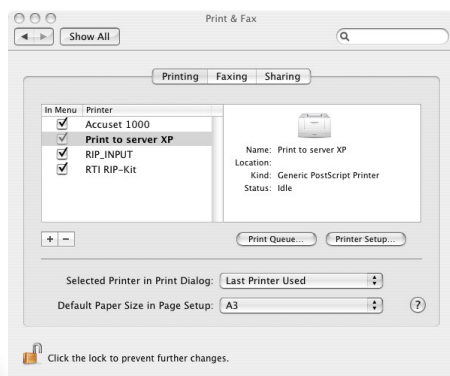 Print & Fax
Show All
Printing Faxing Sharing
In Menu Printer
Accuset 1000
Print to server XP
RIP_INPUT
RTI RIP-Kit
Name: Print to server XP
Location:
Kind: Generic PostScript Printer
Status: Idle
+ -
Print Queue... Printer Setup...
Selected Printer in Print Dialog: Last Printer Used
Default Paper Size in Page Setup: A3 ?
Click the lock to prevent further changes.